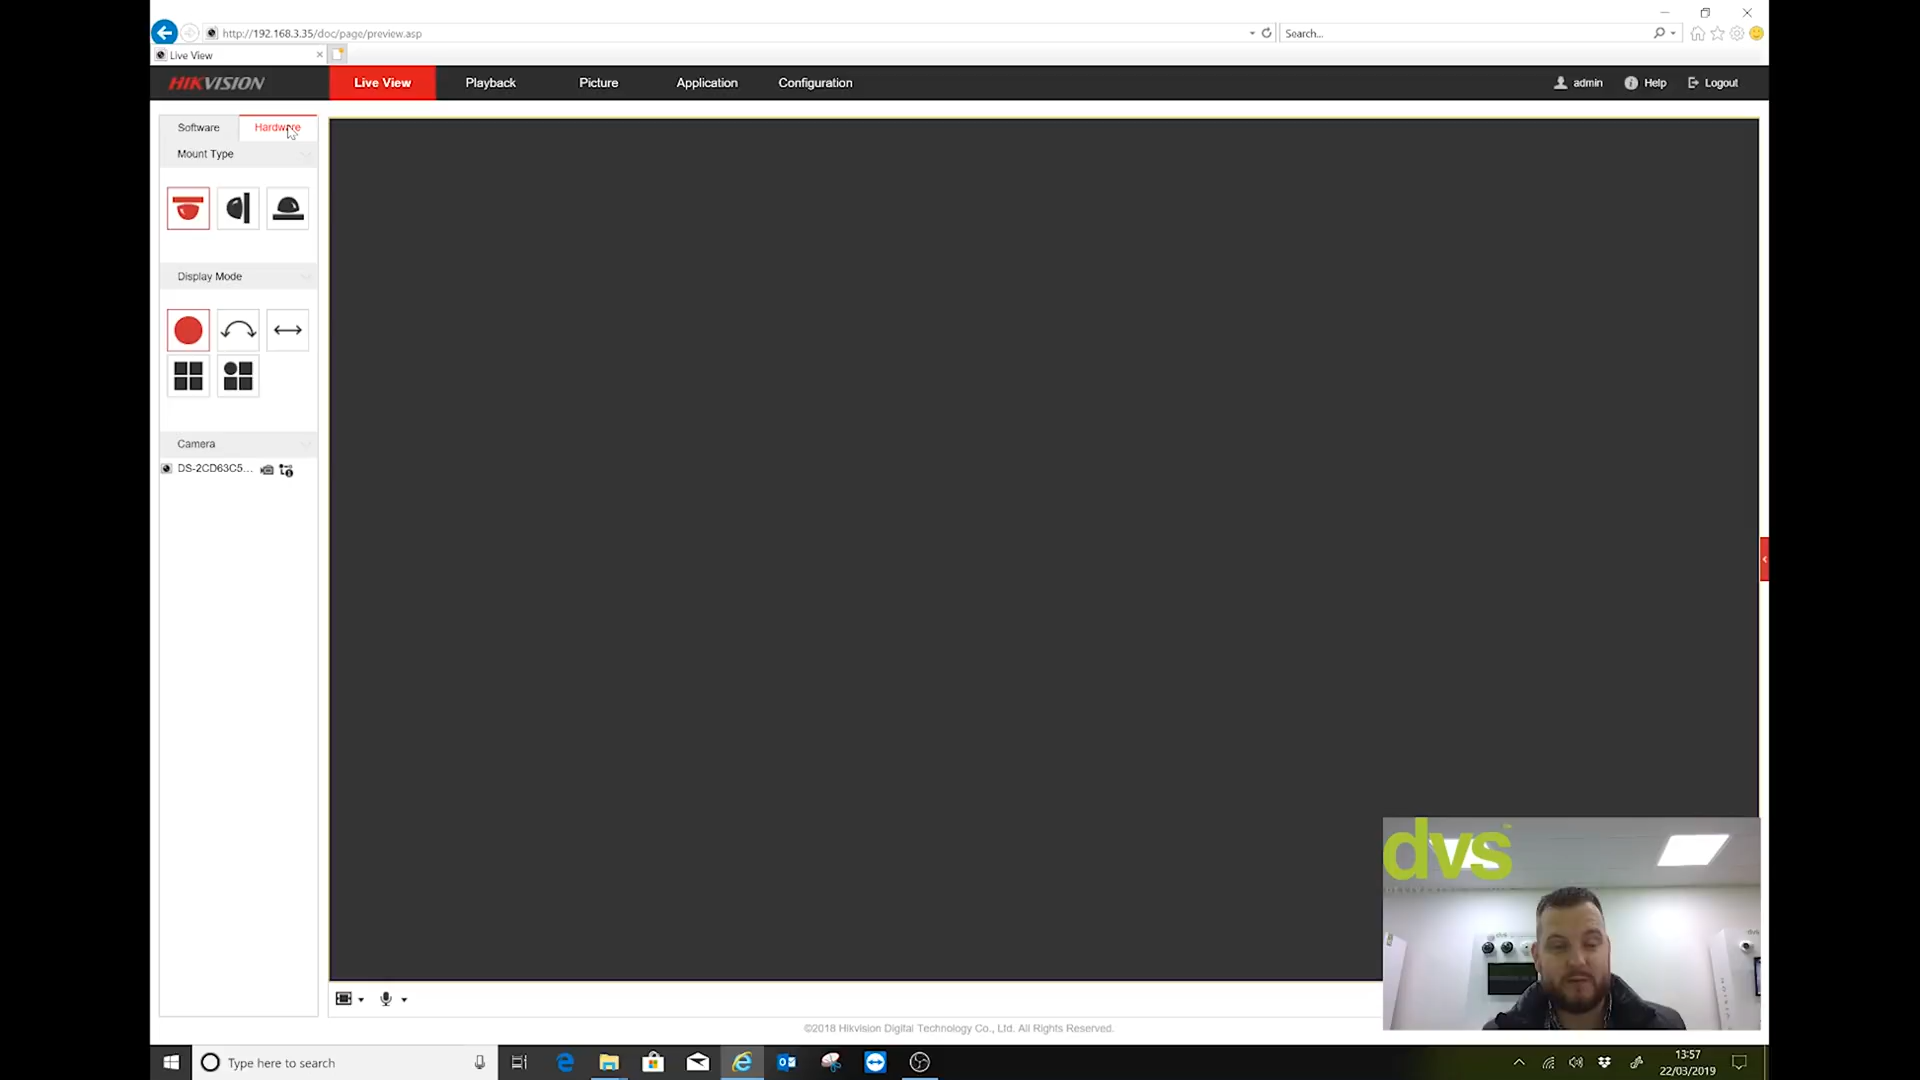 http://192.168.3.35/doc/page/preview.asp
Search...
Live View
HIKVISION
Live View
Playback
Picture
Application
Configuration
admin
Help
Logout
Software
Hardware
Mount Type
Display Mode
Camera
DS-2CD63C5...
dvs
©2018 Hikvision Digital Technology Co., Ltd. All Rights Reserved.
Type here to search
13:57
22/03/2019